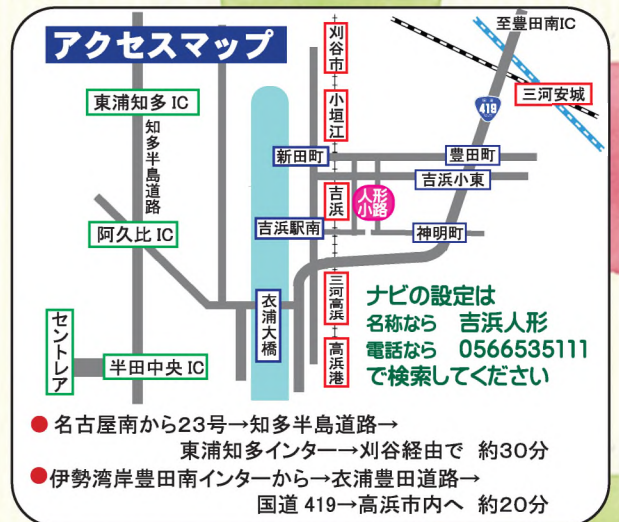 アクセスマップ
至豊田南IC
刈谷市
三河安城
東浦知多 IC
小垣江
419
知多半島道路
新田町
豊田町
吉浜小東
吉浜
人形
小路
阿久比 IC
吉浜駅南
神明町
三河高浜
衣浦大橋
セントレア
高浜港
半田中央 IC
ナビの設定は
名称なら 吉浜人形
電話なら 0566535111
で検索してください
● 名古屋南から23号→知多半島道路→
東浦知多インター→刈谷経由で 約30分
●伊勢湾岸豊田南インターから→衣浦豊田道路→
国道 419→高浜市内へ 約20分